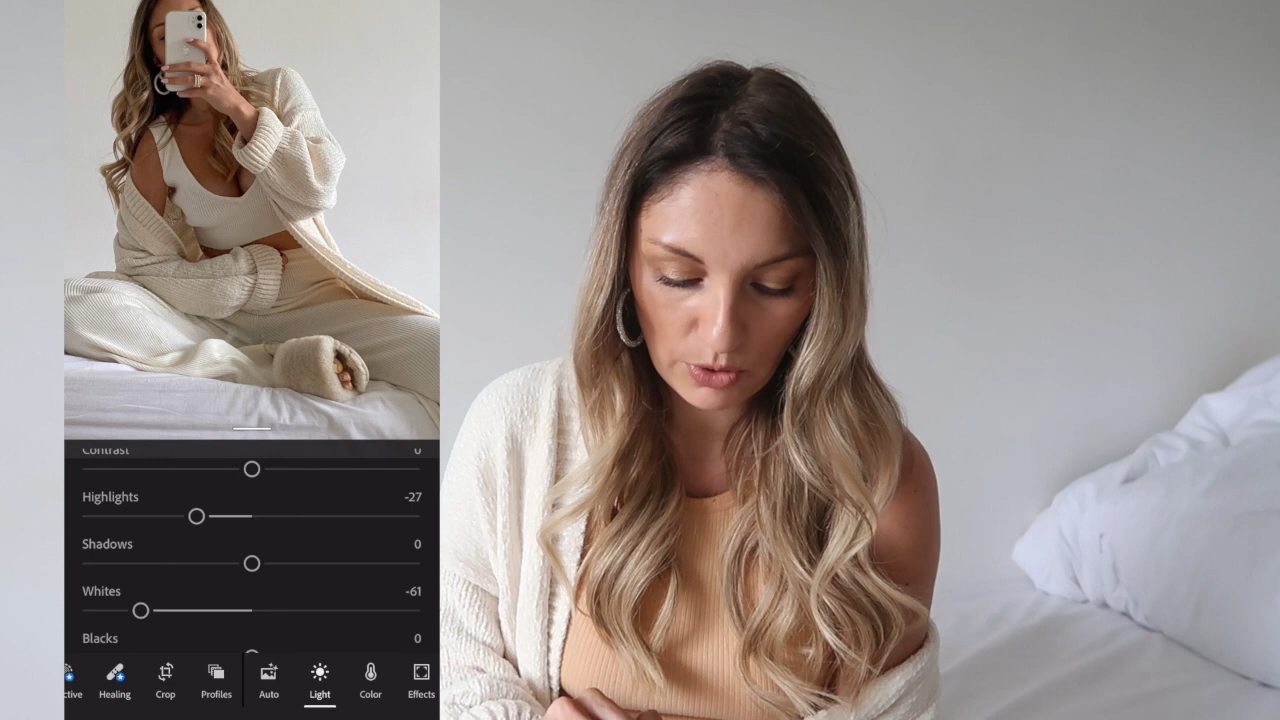 Contrast 0
Highlights -27
Shadows 0
Whites -61
Blacks 0
ctive Healing Crop Profiles Auto Light Color Effects